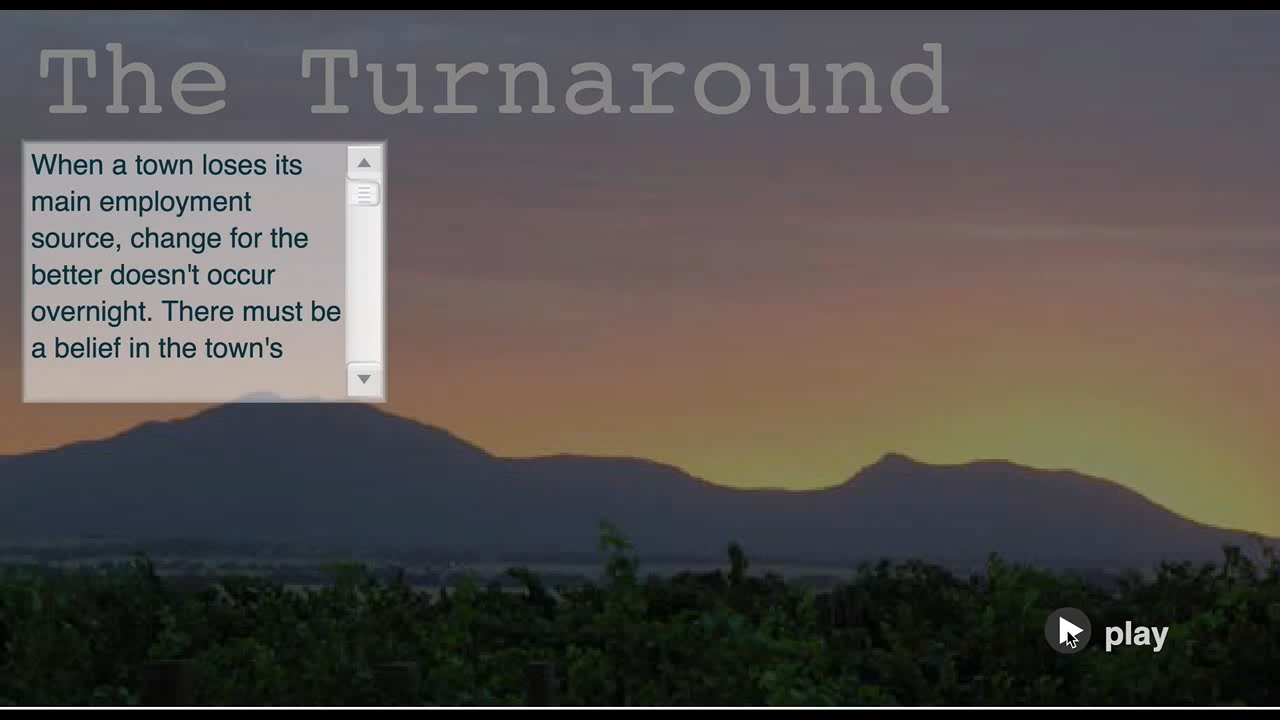 The Turnaround
When a town loses its
main employment
source, change for the
better doesn't occur
overnight. There must be
a belief in the town's
play